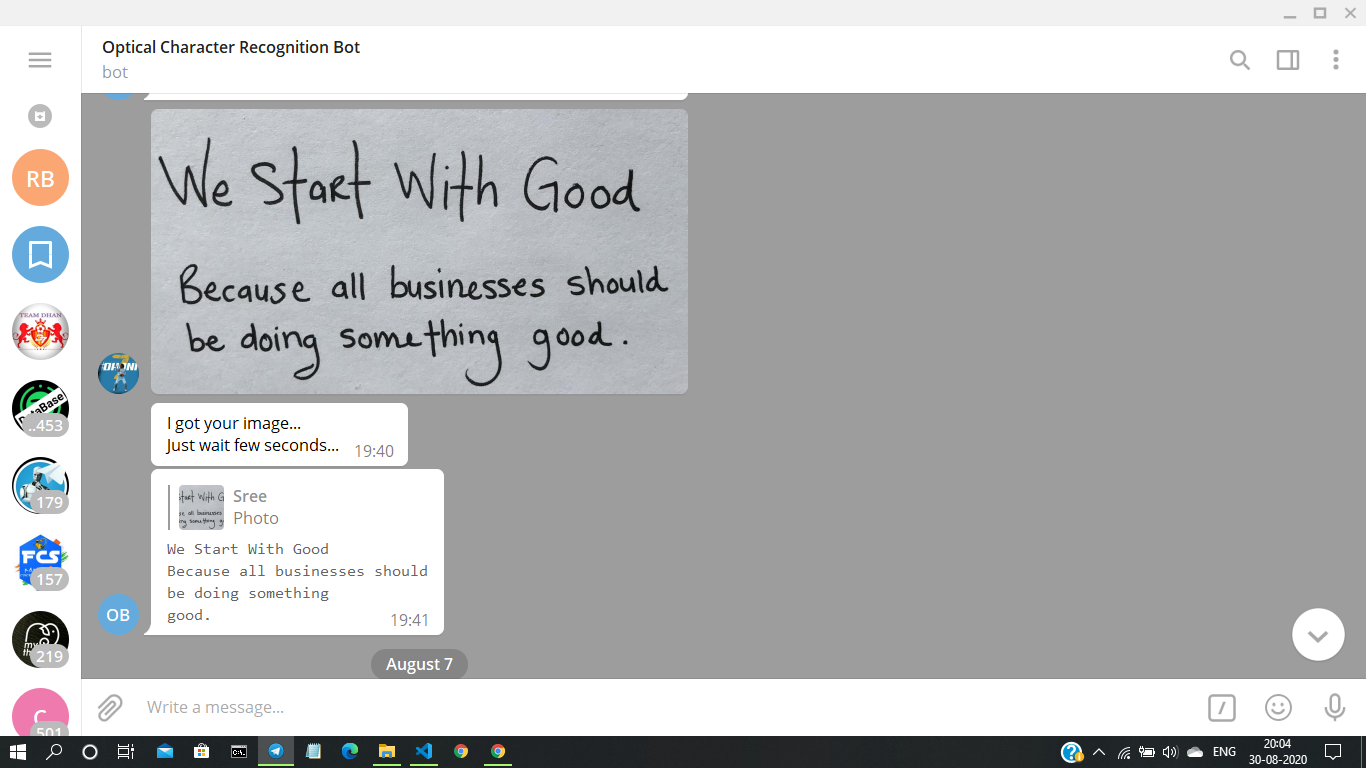 Optical Character Recognition Bot
bot
RB
We Start With Good
Because all businesses should
be doing something good.
TEAM DHAN
DataBase
..453
I got your image...
Just wait few seconds... 19:40
179
Sree
Photo
We Start With Good
Because all businesses should
be doing something
good. 19:41
FCS
157
OB
219
August 7
C
501
Write a message...
ENG
20:04
30-08-2020